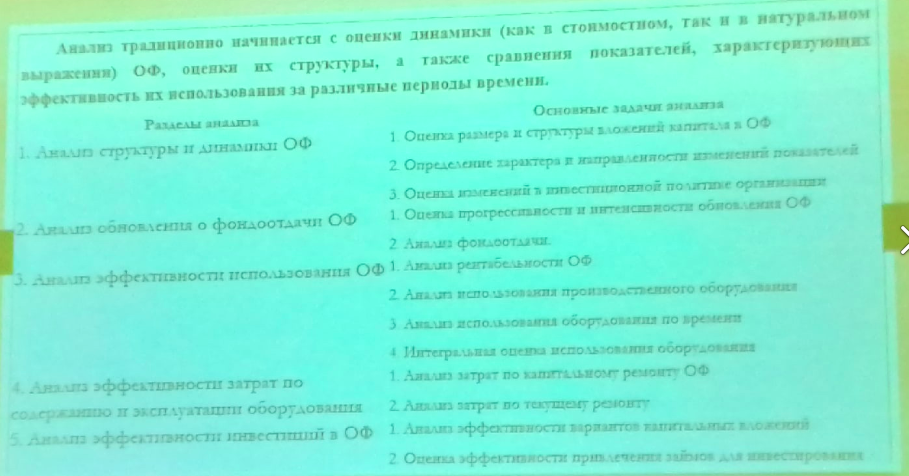 Анализ традиционно начинается с оценки динамики (как в стоимостном, так и в натуральном
выражении) ОФ, оценки их структуры, а также сравнения показателей, характеризующих
эффективность их использования за различные периоды времени.
Разделы анализа
Основные задачи анализа
1. Анализ структуры и динамики ОФ
1. Оценка размера и структуры вложений капитала в ОФ
2. Определение характера и направленности изменений показателей
3. Оценка изменений в инвестиционной политике организации
2. Анализ обновления о фондоотдачи ОФ
1. Оценка прогрессивности и интенсивности обновления ОФ
2. Анализ фондоотдачи.
3. Анализ эффективности использования ОФ
1. Анализ рентабельности ОФ
2. Анализ использования производственного оборудования
3. Анализ использования оборудования по времени
4. Интегральная оценка использования оборудования
4. Анализ эффективности затрат по
содержанию и эксплуатации оборудования
1. Анализ затрат по капитальному ремонту ОФ
2. Анализ затрат по текущему ремонту
5. Анализ эффективности инвестиций в ОФ
1. Анализ эффективности вариантов капитальных вложений
2. Оценка эффективности привлечения займов для инвестирования